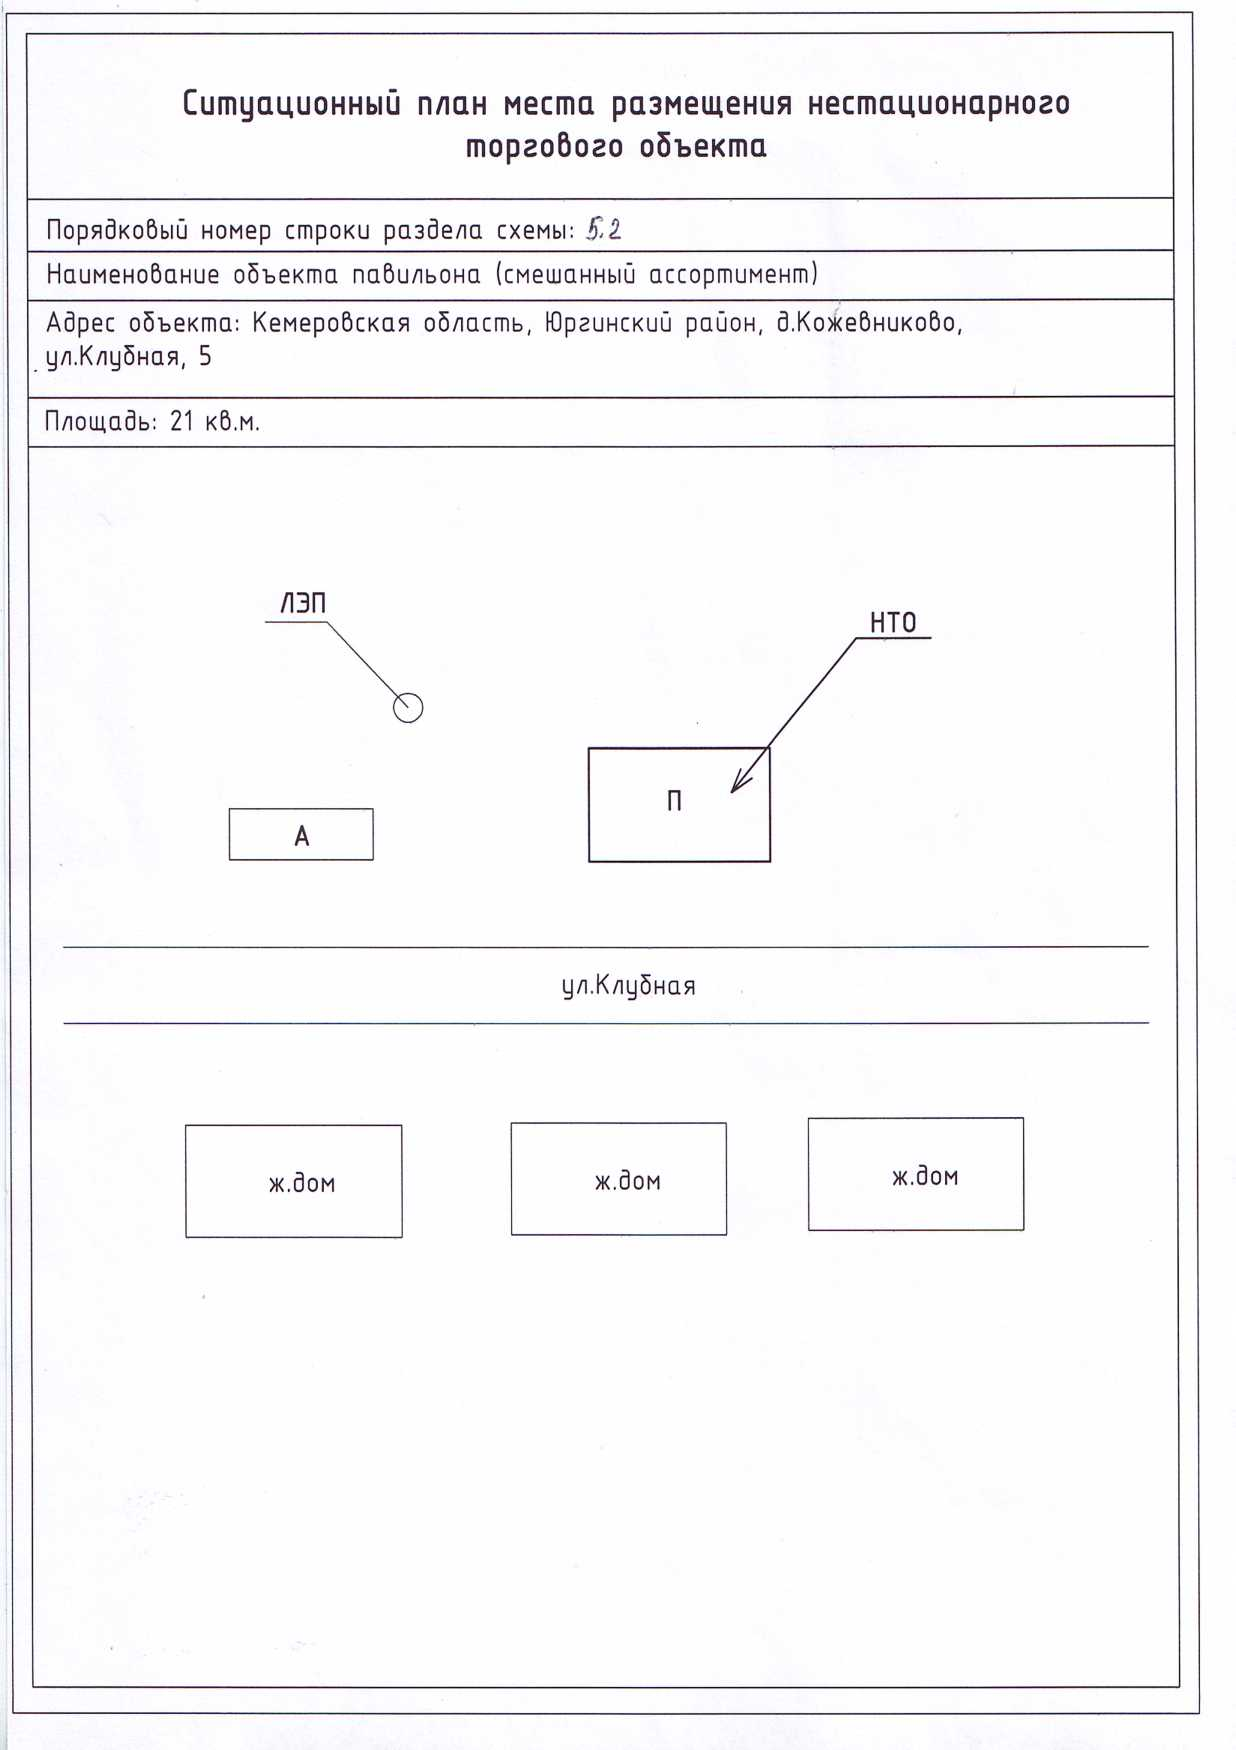 Ситуационный план места размещения нестационарного
торгового объекта
Порядковый номер строки раздела схемы: 5.2
Наименование объекта павильона (смешанный ассортимент)
Адрес объекта: Кемеровская область, Юргинский район, д.Кожевниково,
ул.Клубная, 5
Площадь: 21 кв.м.
ЛЭП
НТО
П
А
ул.Клубная
ж.дом
ж.дом
ж.дом